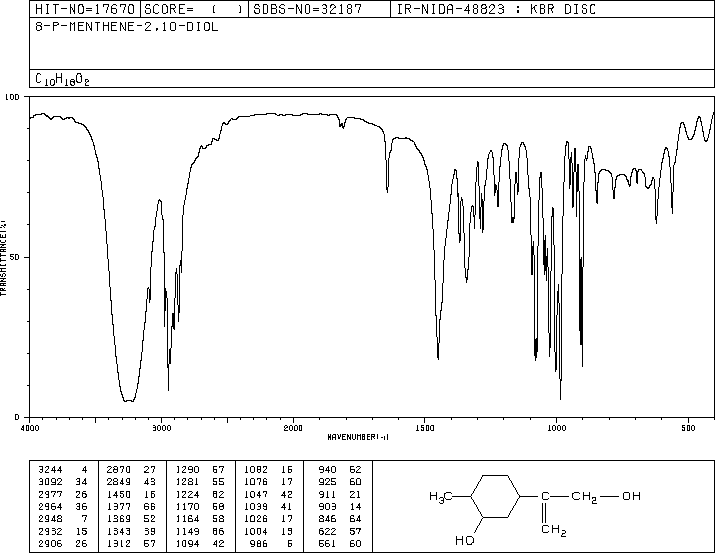 HIT-NO=17670 SCORE= ( ) SDBS-NO=32187 IR-NIDA-48823 : KBR DISC
8-P-MENTHENE-2,10-DIOL
C10H18O2
100
50
0
TRANSMITTANCE(%)
4000 3000 2000 1500 1000 500
WAVENUMBER(-1)
3244 4 2870 27 1290 57 1082 16 940 62
3092 34 2849 43 1281 55 1076 17 925 60
2977 26 1450 16 1224 62 1047 42 911 21
2964 36 1377 66 1170 58 1039 41 903 14
2948 7 1369 52 1164 58 1026 17 846 64
2932 15 1343 39 1149 66 1004 13 622 57
2906 26 1312 57 1094 42 986 5 561 60
H3C
C
CH2
OH
CH2
HO